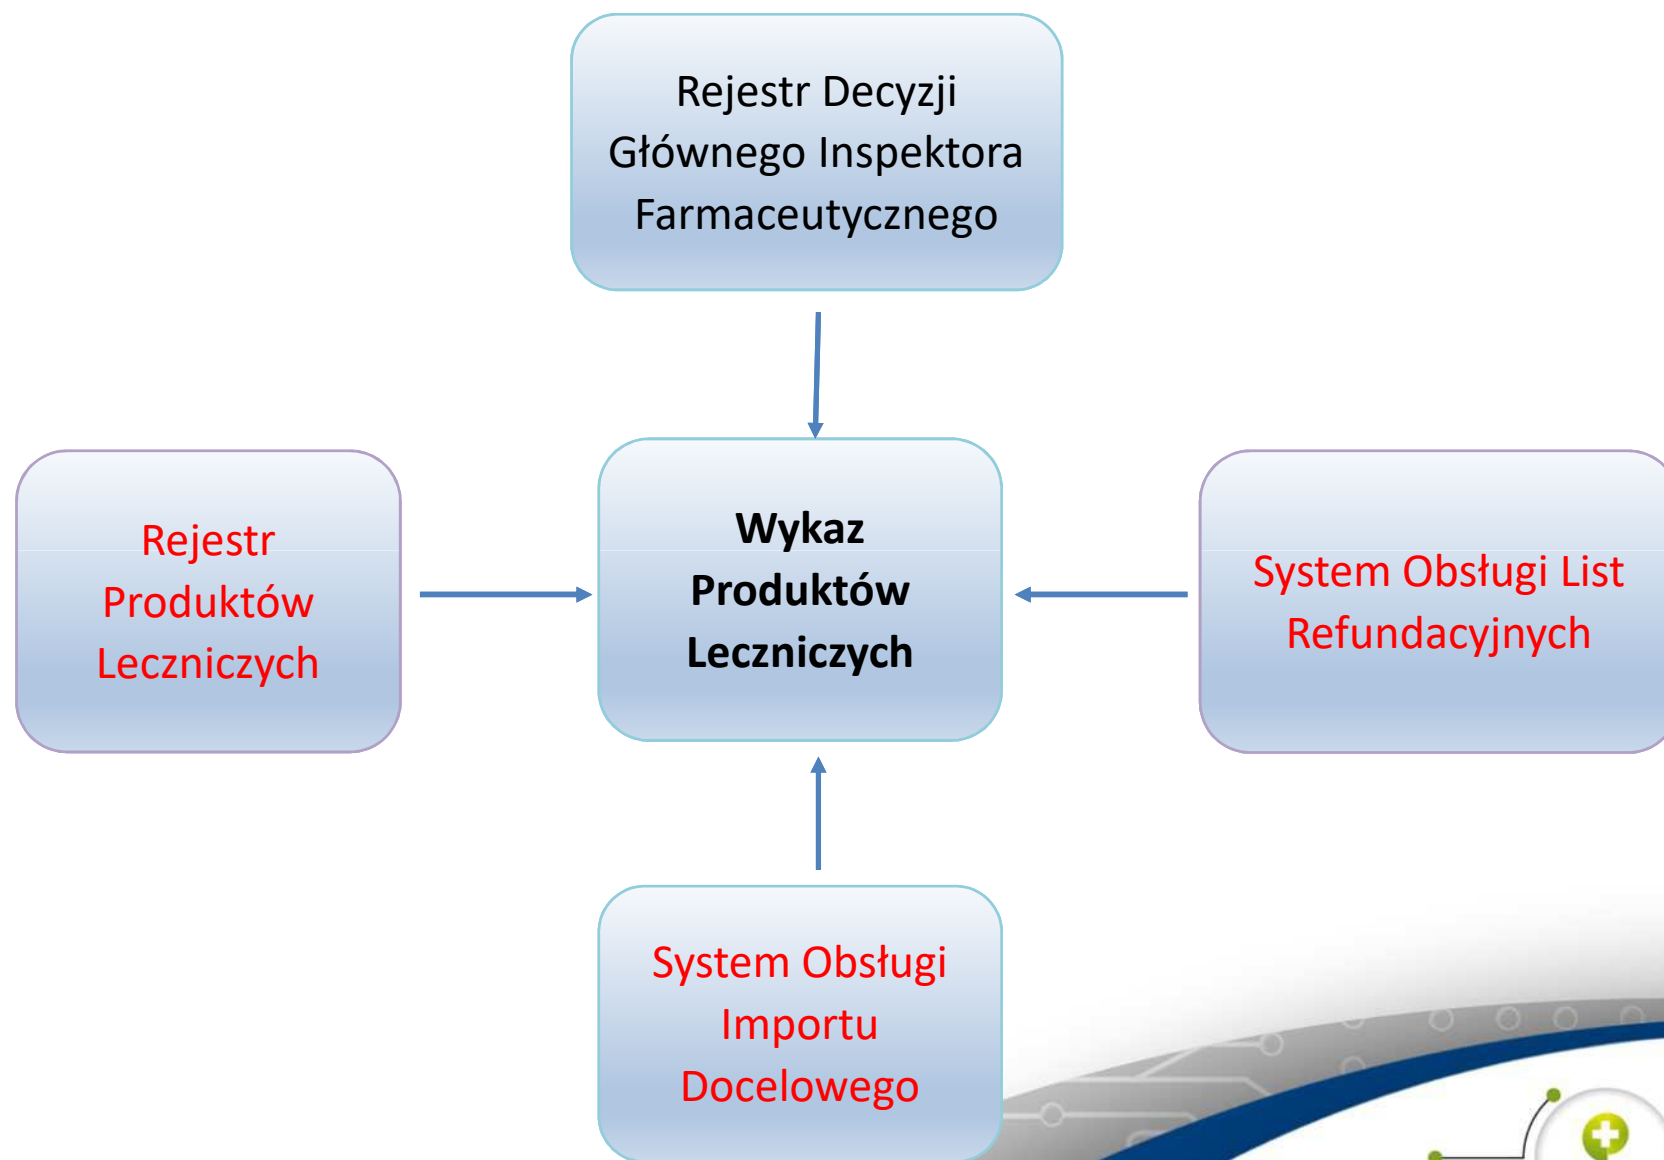 Rejestr Decyzji
Głównego Inspektora
Farmaceutycznego
Rejestr
Produktów
Leczniczych
Wykaz
Produktów
Leczniczych
System Obsługi List
Refundacyjnych
System Obsługi
Importu
Docelowego